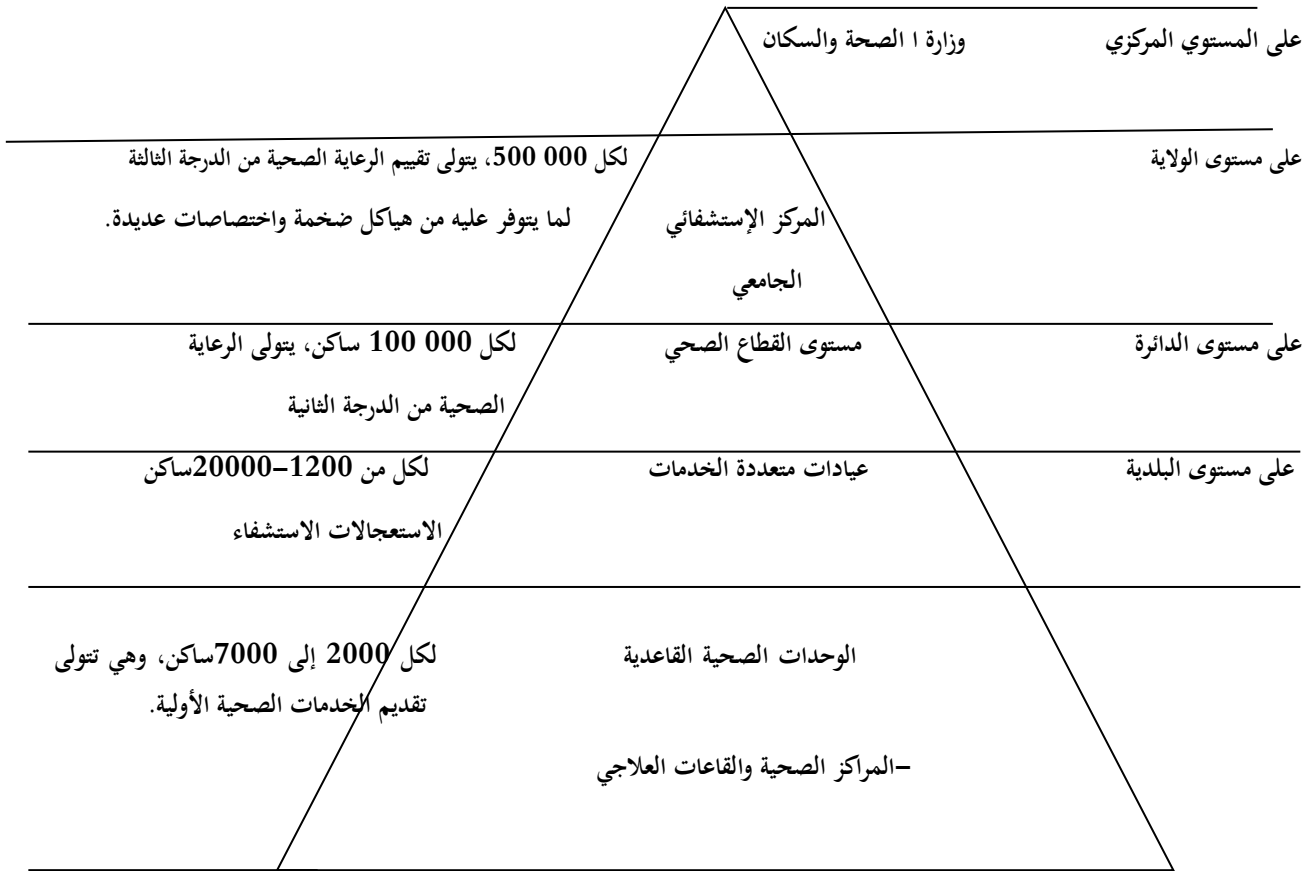 على المستوي المركزي وزارة ا الصحة والسكان
على مستوى الولاية لكل 000 500، يتولى تقييم الرعاية الصحية من الدرجة الثالثة
المركز الإستشفائي لما يتوفر عليه من هياكل ضخمة واختصاصات عديدة.
الجامعي
على مستوى الدائرة مستوى القطاع الصحي لكل 000 100 ساكن، يتولى الرعاية
الصحية من الدرجة الثانية
على مستوى البلدية عيادات متعددة الخدمات لكل من 1200–20000ساكن
الاستعجالات الاستشفاء
الوحدات الصحية القاعدية لكل 2000 إلى 7000ساكن، وهي تتولى
تقديم الخدمات الصحية الأولية.
–المراكز الصحية والقاعات العلاجي